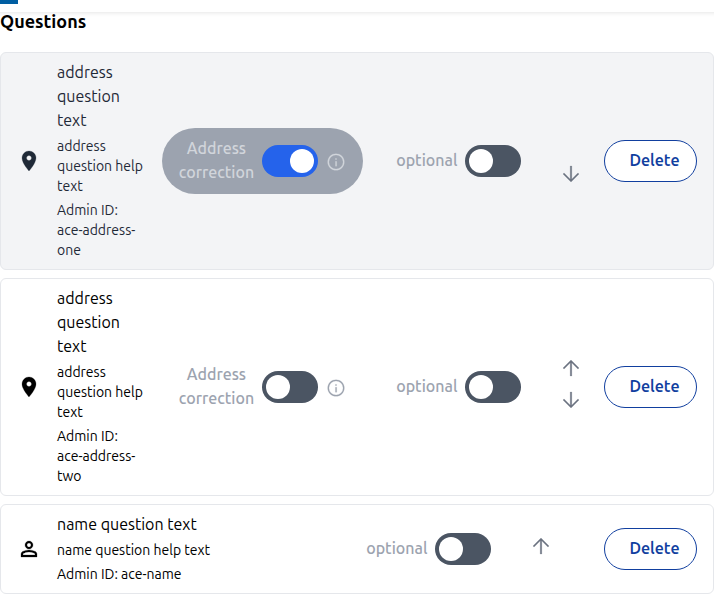 Questions
address
question
text
address
question help
text
Admin ID:
ace-address-
one
Address
correction
optional
Delete
address
question
text
address
question help
text
Admin ID:
ace-address-
two
Address
correction
optional
Delete
name question text
name question help text
Admin ID: ace-name
optional
Delete